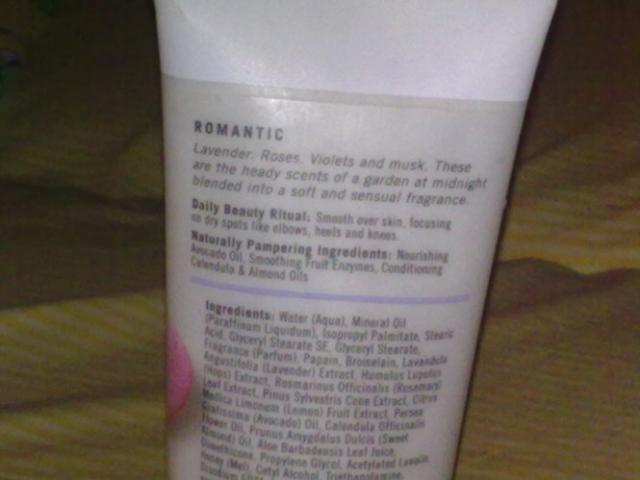 ROMANTIC
Lavender. Roses. Violets and musk. These
are the heady scents of a garden at midnight
blended into a soft and sensual fragrance.
Daily Beauty Ritual: Smooth over skin, focusing
on dry spots like elbows, heels and knees.
Naturally Pampering Ingredients: Nourishing
Avocado Oil, Smoothing Fruit Enzymes, Conditioning
Calendula & Almond Oils
Ingredients: Water (Aqua), Mineral Oil
(Paraffinum Liquidum), Isopropyl Palmitate, Stearic
Acid, Glyceryl Stearate SE, Glyceryl Stearate,
Fragrance (Parfum), Papain, Bromelain, Lavandula
Angustifolia (Lavender) Extract, Humulus Lupulus
(Hops) Extract, Rosmarinus Officinalis (Rosemary)
Leaf Extract, Pinus Sylvestris Cone Extract, Citrus
Medica Limonum (Lemon) Fruit Extract, Persea
Gratissima (Avocado) Oil, Calendula Officinalis
Flower Oil, Prunus Amygdalus Dulcis (Sweet
Almond) Oil, Aloe Barbadensis Leaf Juice,
Dimethicone, Propylene Glycol, Acetylated Lanolin,
Honey (Mel), Cetyl Alcohol, Triethanolamine,
Disodium EDTA